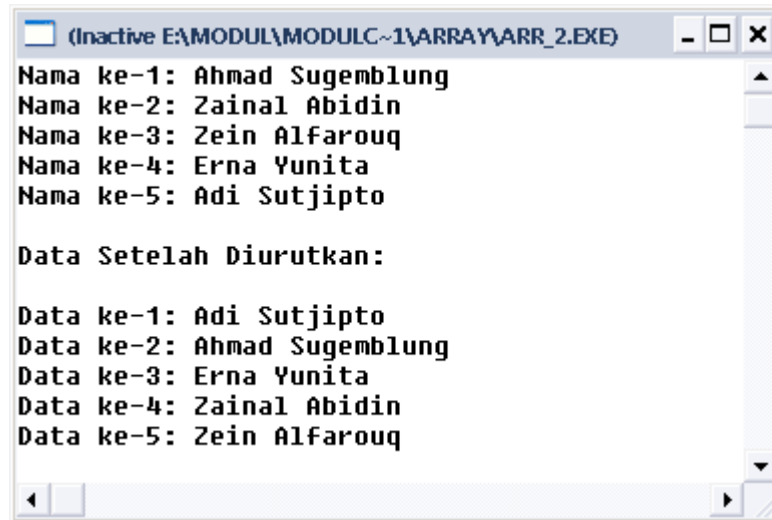 (Inactive E:\MODUL\MODULC~1\ARRAY\ARR_2.EXE)
Nama ke-1: Ahmad Sugemblung
Nama ke-2: Zainal Abidin
Nama ke-3: Zein Alfarouq
Nama ke-4: Erna Yunita
Nama ke-5: Adi Sutjipto
Data Setelah Diurutkan:
Data ke-1: Adi Sutjipto
Data ke-2: Ahmad Sugemblung
Data ke-3: Erna Yunita
Data ke-4: Zainal Abidin
Data ke-5: Zein Alfarouq